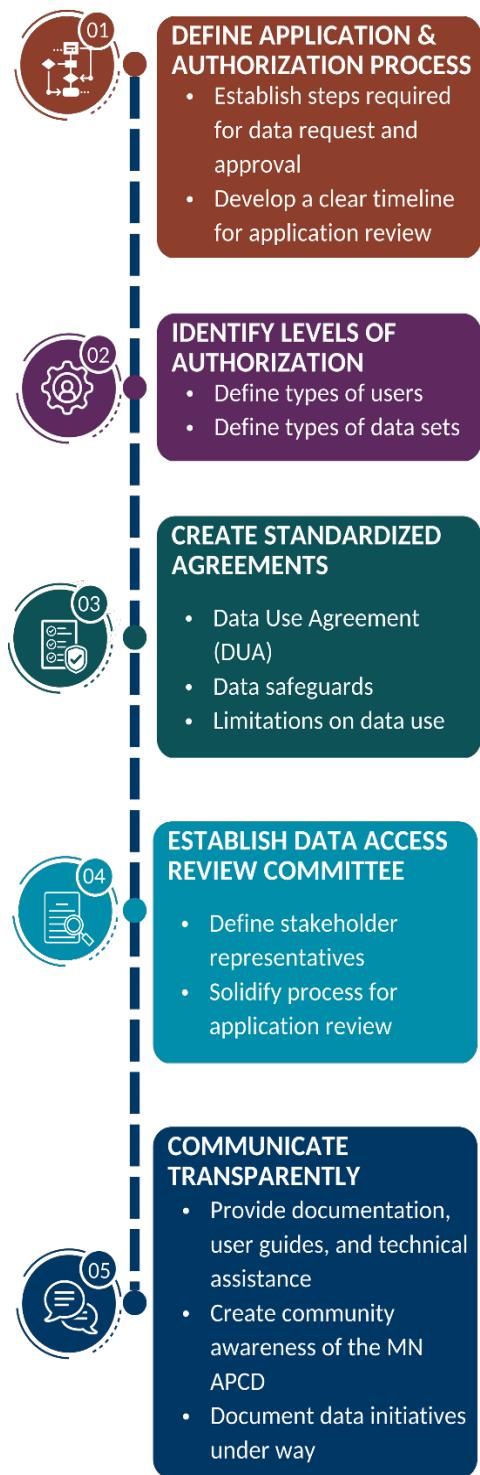 01
DEFINE APPLICATION &
AUTHORIZATION PROCESS
• Establish steps required
for data request and
approval
• Develop a clear timeline
for application review
02
IDENTIFY LEVELS OF
AUTHORIZATION
• Define types of users
• Define types of data sets
03
CREATE STANDARDIZED
AGREEMENTS
• Data Use Agreement
(DUA)
• Data safeguards
• Limitations on data use
04
ESTABLISH DATA ACCESS
REVIEW COMMITTEE
• Define stakeholder
representatives
• Solidify process for
application review
05
COMMUNICATE
TRANSPARENTLY
• Provide documentation,
user guides, and technical
assistance
• Create community
awareness of the MN
APCD
• Document data initiatives
under way